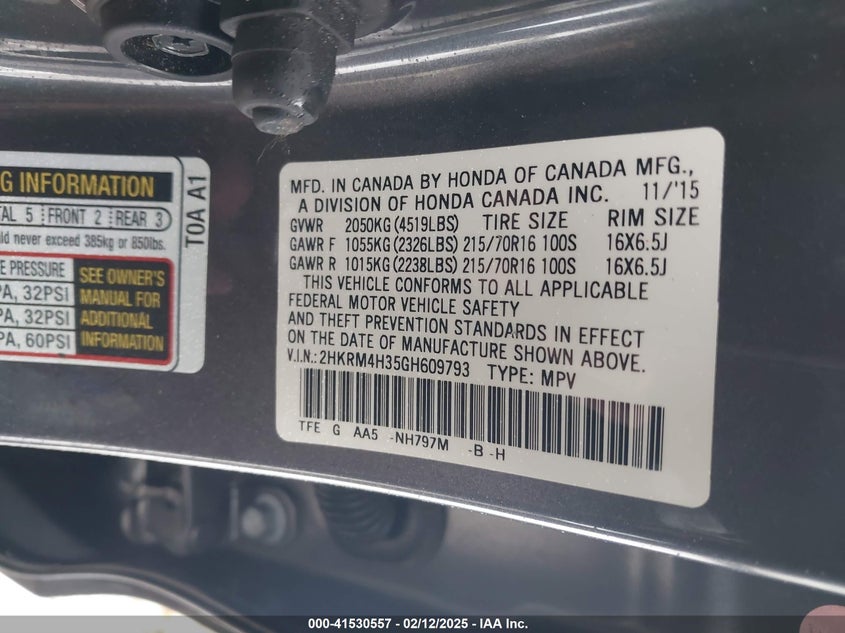 G INFORMATION
TAL 5 FRONT 2 REAR 3
uld never exceed 385kg or 850lbs.
E PRESSURE
PA, 32PSI
PA, 32PSI
PA, 60PSI
SEE OWNER'S
MANUAL FOR
ADDITIONAL
INFORMATION
T0A A1
MFD. IN CANADA BY HONDA OF CANADA MFG.,
A DIVISION OF HONDA CANADA INC. 11/'15
GVWR 2050KG(4519LBS) TIRE SIZE RIM SIZE
GAWR F 1055KG(2326LBS) 215/70R16 100S 16X6.5J
GAWR R 1015KG(2238LBS) 215/70R16 100S 16X6.5J
THIS VEHICLE CONFORMS TO ALL APPLICABLE
FEDERAL MOTOR VEHICLE SAFETY
AND THEFT PREVENTION STANDARDS IN EFFECT
ON THE DATE OF MANUFACTURE SHOWN ABOVE.
V.I.N.:2HKRM4H35GH609793 TYPE: MPV
TFE G AA5 -NH797M -B -H
000-41530557 - 02/12/2025 - IAA Inc.